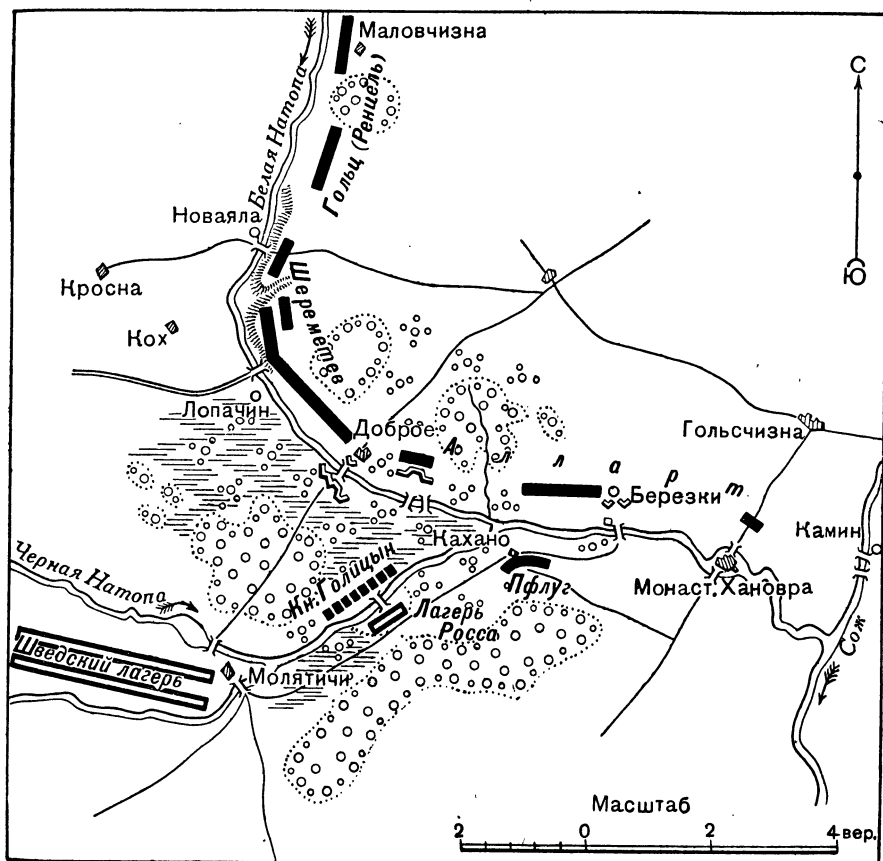 Маловчизна
С
Ю
Белая Натопа
Гольц (Ренцель)
Новаяла
Кросна
Кох
Шереметев
Лопачин
Доброе
Гольсчизна
Алларт
Березки
Камин
Кахано
Черная Натопа
Кн. Голицын
Пфлуг
Монаст. Хановра
Лагерь
Росса
Сож
Шведский лагерь
Молятичи
Масштаб
2 0 2 4 вер.